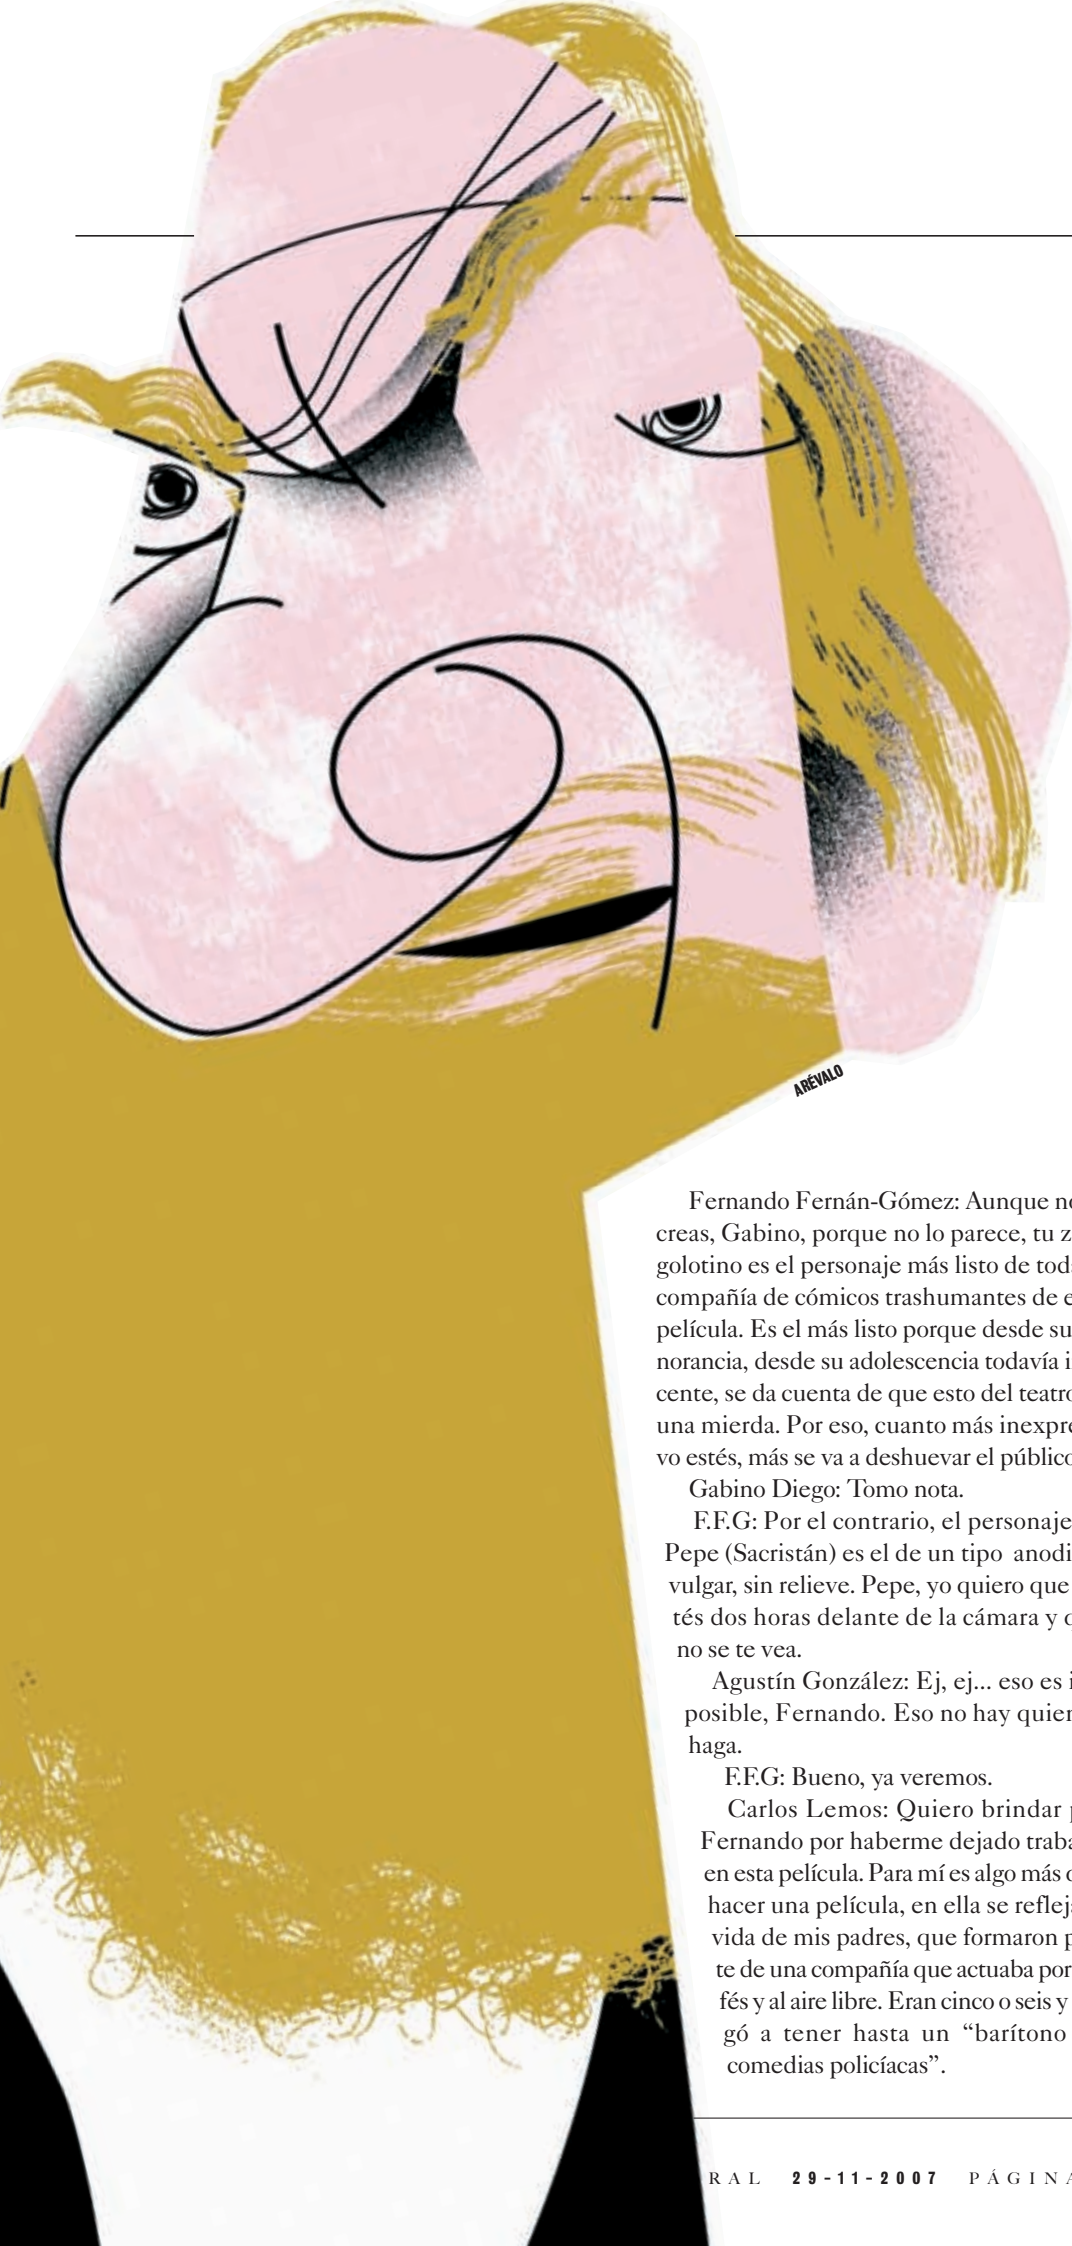 ARÉVALO
Fernando Fernán-Gómez: Aunque no
creas, Gabino, porque no lo parece, tu z
golotino es el personaje más listo de tod
compañía de cómicos trashumantes de e
película. Es el más listo porque desde su
norancia, desde su adolescencia todavía i
cente, se da cuenta de que esto del teatro
una mierda. Por eso, cuanto más inexpre
vo estés, más se va a deshuevar el público
Gabino Diego: Tomo nota.
F.F.G: Por el contrario, el personaje
Pepe (Sacristán) es el de un tipo anodi
vulgar, sin relieve. Pepe, yo quiero que
tés dos horas delante de la cámara y
no se te vea.
Agustín González: Ej, ej... eso es i
posible, Fernando. Eso no hay quien
haga.
F.F.G: Bueno, ya veremos.
Carlos Lemos: Quiero brindar p
Fernando por haberme dejado traba
en esta película. Para mí es algo más
hacer una película, en ella se refleja
vida de mis padres, que formaron p
te de una compañía que actuaba por
fés y al aire libre. Eran cinco o seis y
gó a tener hasta un “barítono
comedias policíacas”.
RAL 29-11-2007 PÁGINA